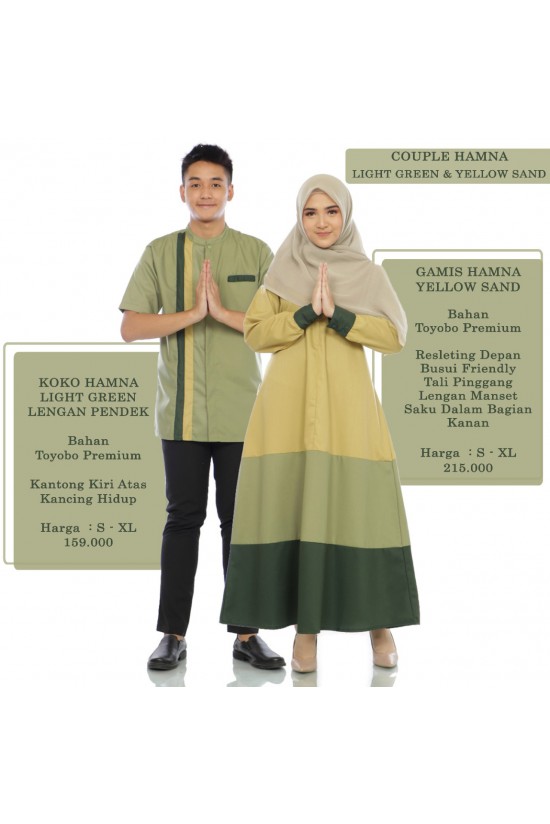 COUPLE HAMNA
LIGHT GREEN & YELLOW SAND
GAMIS HAMNA
YELLOW SAND
Bahan
Toyobo Premium
Resleting Depan
Busui Friendly
Tali Pinggang
Lengan Manset
Saku Dalam Bagian
Kanan
Harga : S - XL
215.000
KOKO HAMNA
LIGHT GREEN
LENGAN PENDEK
Bahan
Toyobo Premium
Kantong Kiri Atas
Kancing Hidup
Harga : S - XL
159.000